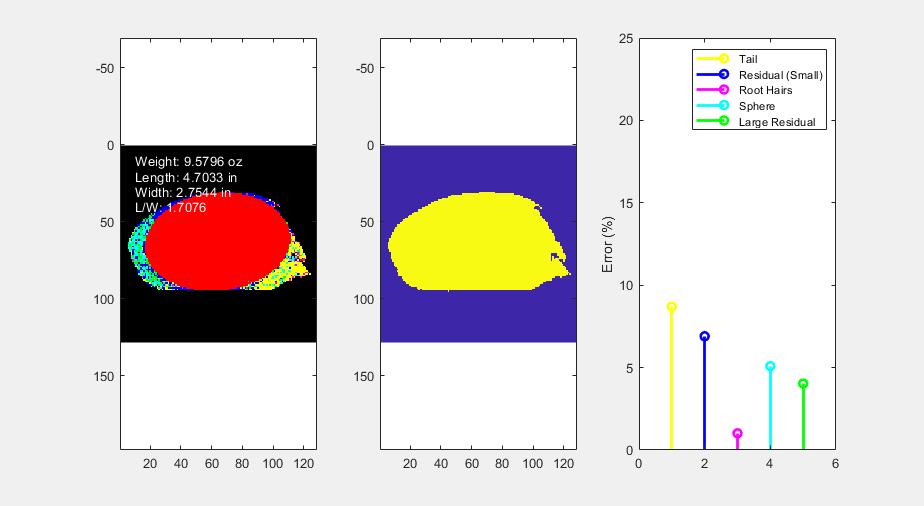 -50
0
50
100
150
20 40 60 80 100 120
Weight: 9.5796 oz
Length: 4.7033 in
Width: 2.7544 in
L/W: 1.7076
-50
0
50
100
150
20 40 60 80 100 120
Error (%)
25
20
15
10
5
0
0 2 4 6
Tail
Residual (Small)
Root Hairs
Sphere
Large Residual